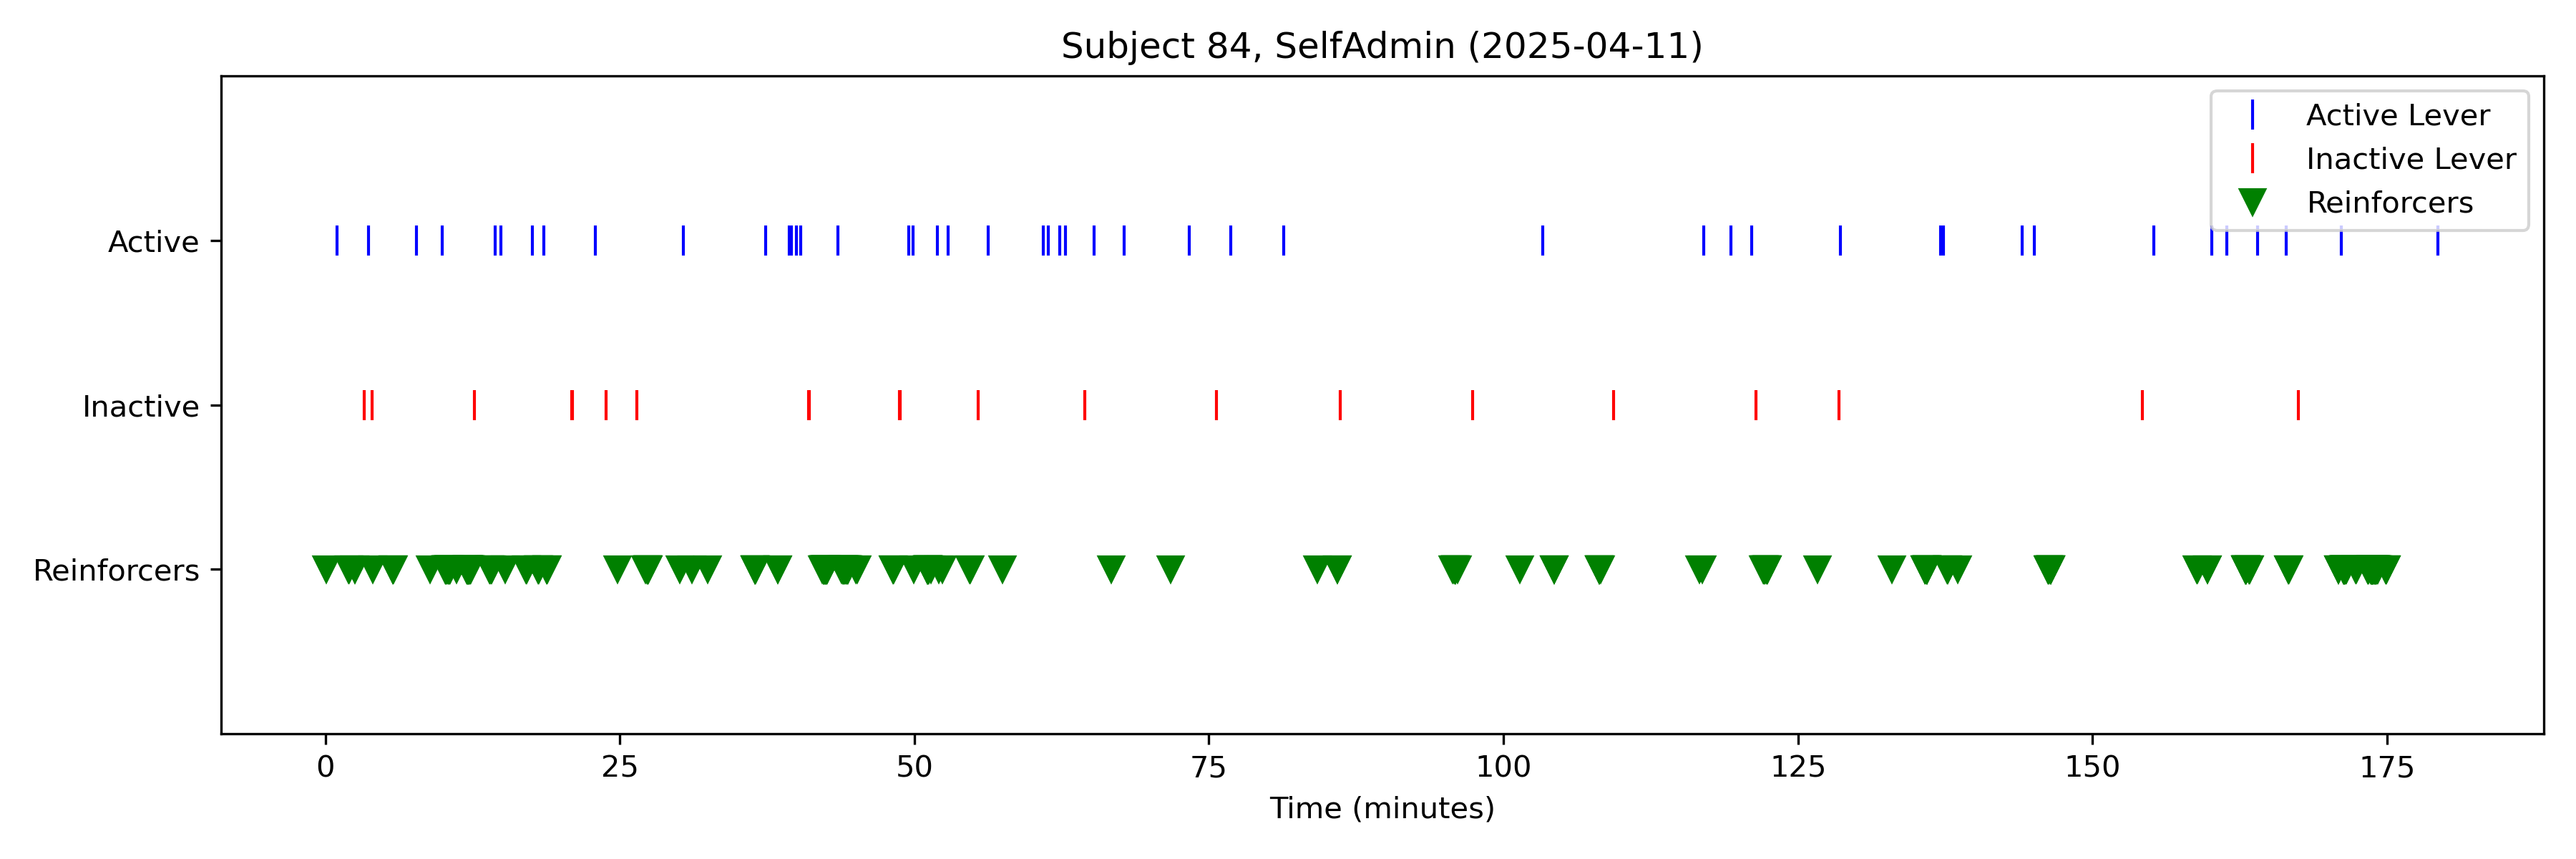 Subject 84, SelfAdmin (2025-04-11)
Active Lever
Inactive Lever
Reinforcers
Active
Inactive
Reinforcers
0 25 50 75 100 125 150 175
Time (minutes)